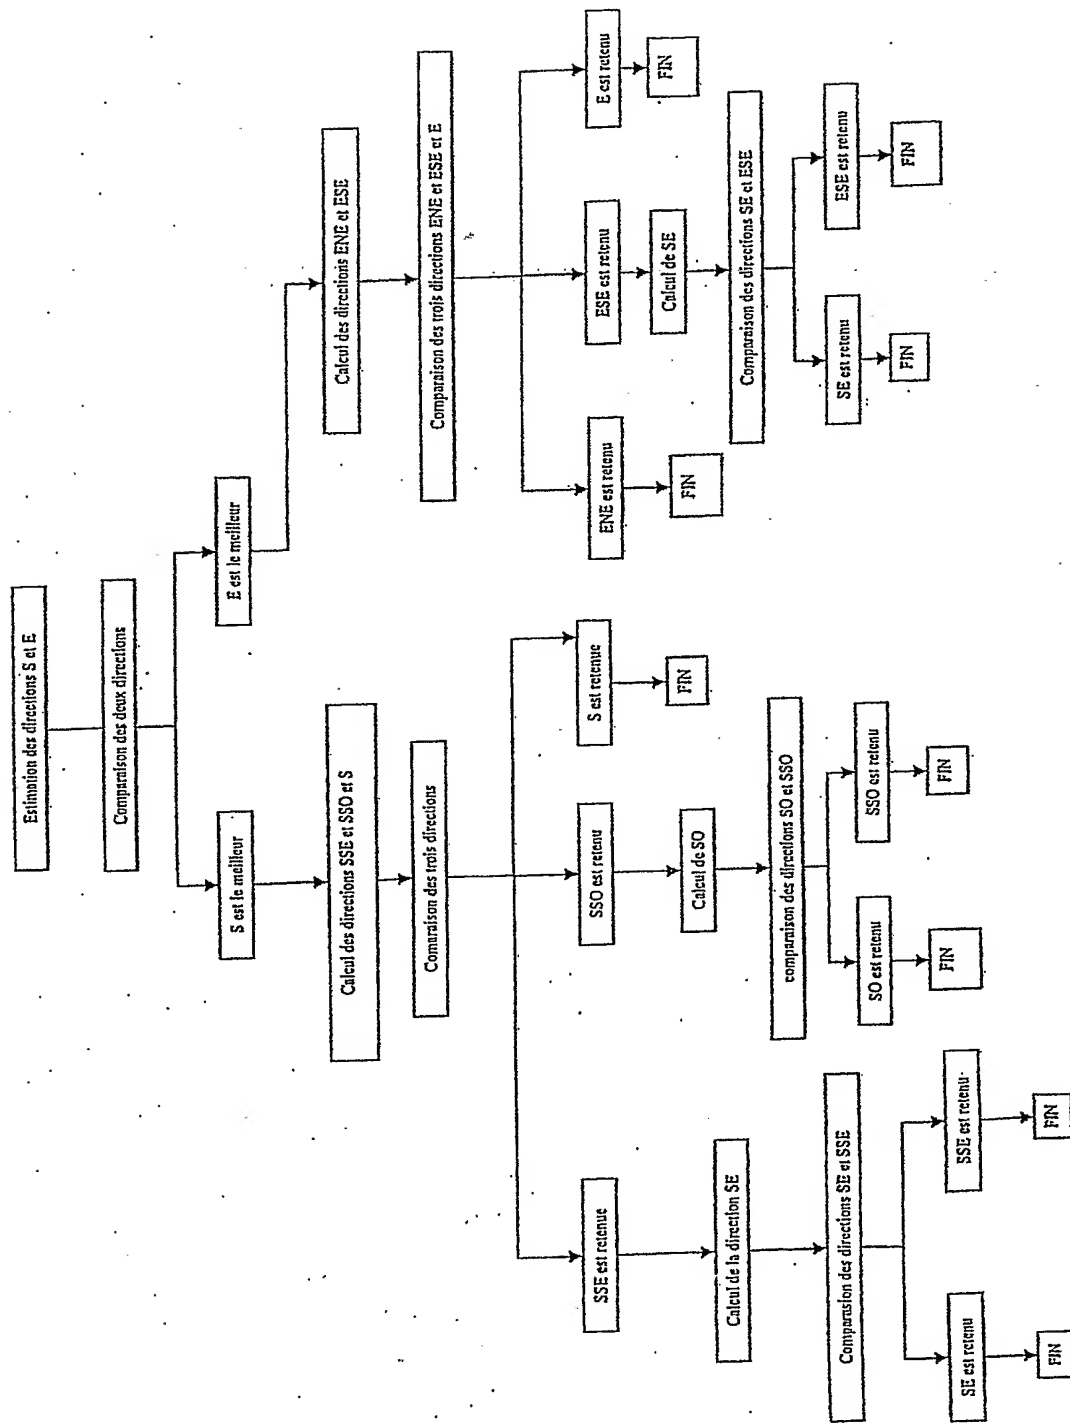 Estimation des directions S et E
Comparaison des deux directions
S est le meilleur
E est le meilleur
Calcul des directions SSE et SSO et S
Calcul des directions ENE et ESE
Comaraison des trois directions
Comparaison des trois directions ENE et ESE et E
SSE est retenue
SSO est retenu
S est retenue
ENE est retenu
ESE est retenu
E est retenu
FIN
FIN
FIN
Calcul de la direction SE
Calcul de SO
Calcul de SE
Comparasion des directions SE et SSE
comparaison des directions SO et SSO
Comparaison des directions SE et ESE
SE est retenu
SSE est retenu
SO est retenu
SSO est retenu
SE est retenu
ESE est retenu
FIN
FIN
FIN
FIN
FIN
FIN